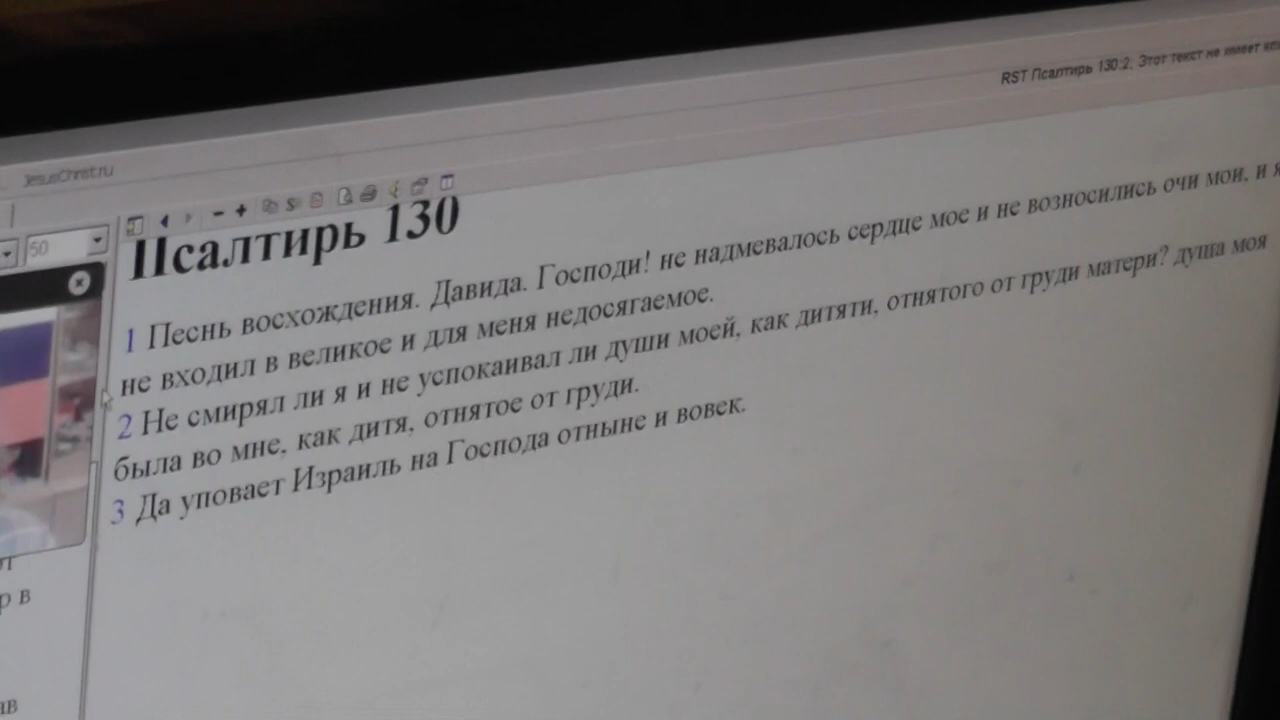 RST Псалтирь 130:2. Этот текст не имеет
JesusChrist.ru
50
Псалтирь 130
1 Песнь восхождения. Давида. Господи! не надмевалось сердце мое и не возносились очи мои, и я
не входил в великое и для меня недосягаемое.
2 Не смирял ли я и не успокаивал ли души моей, как дитяти, отнятого от груди матери? душа моя
была во мне, как дитя, отнятое от груди.
3 Да уповает Израиль на Господа отныне и вовек.
в